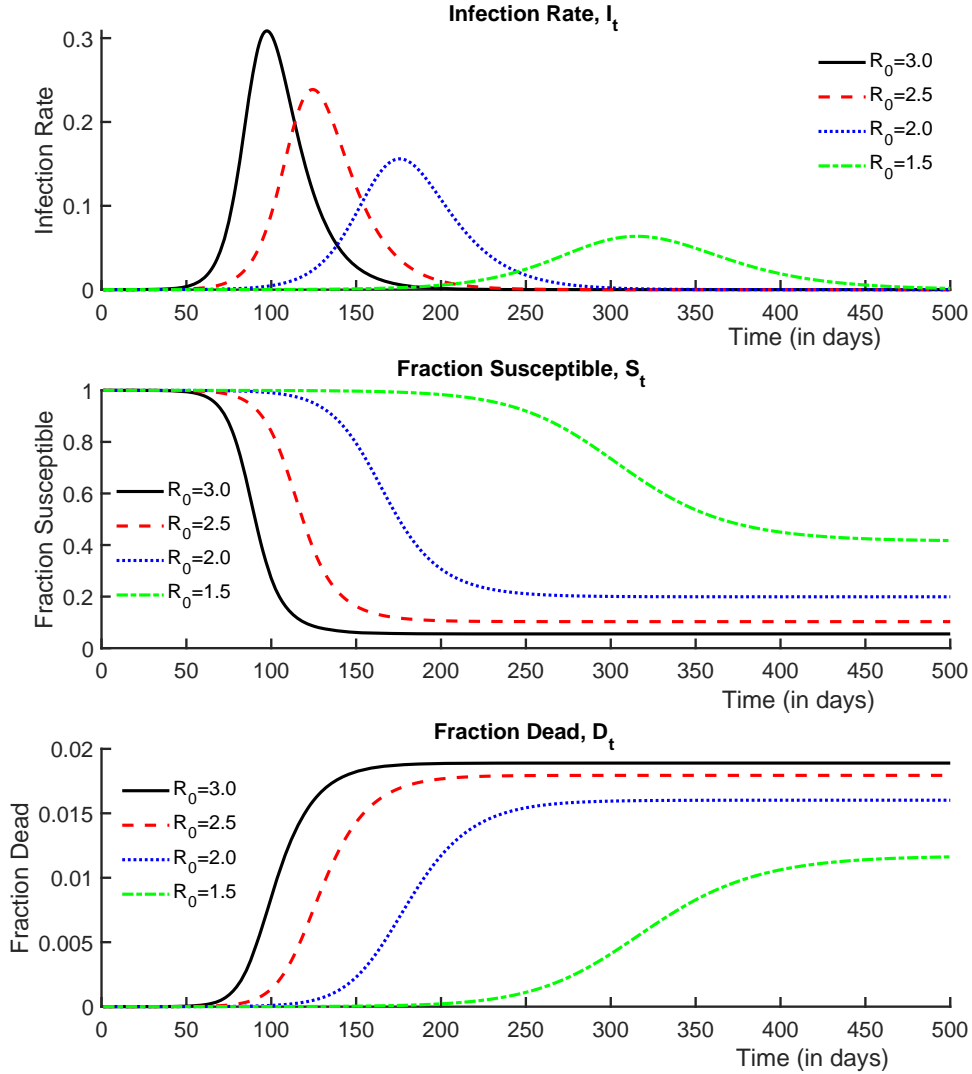 Infection Rate, I_t
Infection Rate
0.3
0.2
0.1
0
R_0=3.0
R_0=2.5
R_0=2.0
R_0=1.5
0 50 100 150 200 250 300 350 400 450 500
Time (in days)
Fraction Susceptible, S_t
Fraction Susceptible
1
0.8
0.6
0.4
0.2
0
R_0=3.0
R_0=2.5
R_0=2.0
R_0=1.5
0 50 100 150 200 250 300 350 400 450 500
Time (in days)
Fraction Dead, D_t
Fraction Dead
0.02
0.015
0.01
0.005
0
R_0=3.0
R_0=2.5
R_0=2.0
R_0=1.5
0 50 100 150 200 250 300 350 400 450 500
Time (in days)